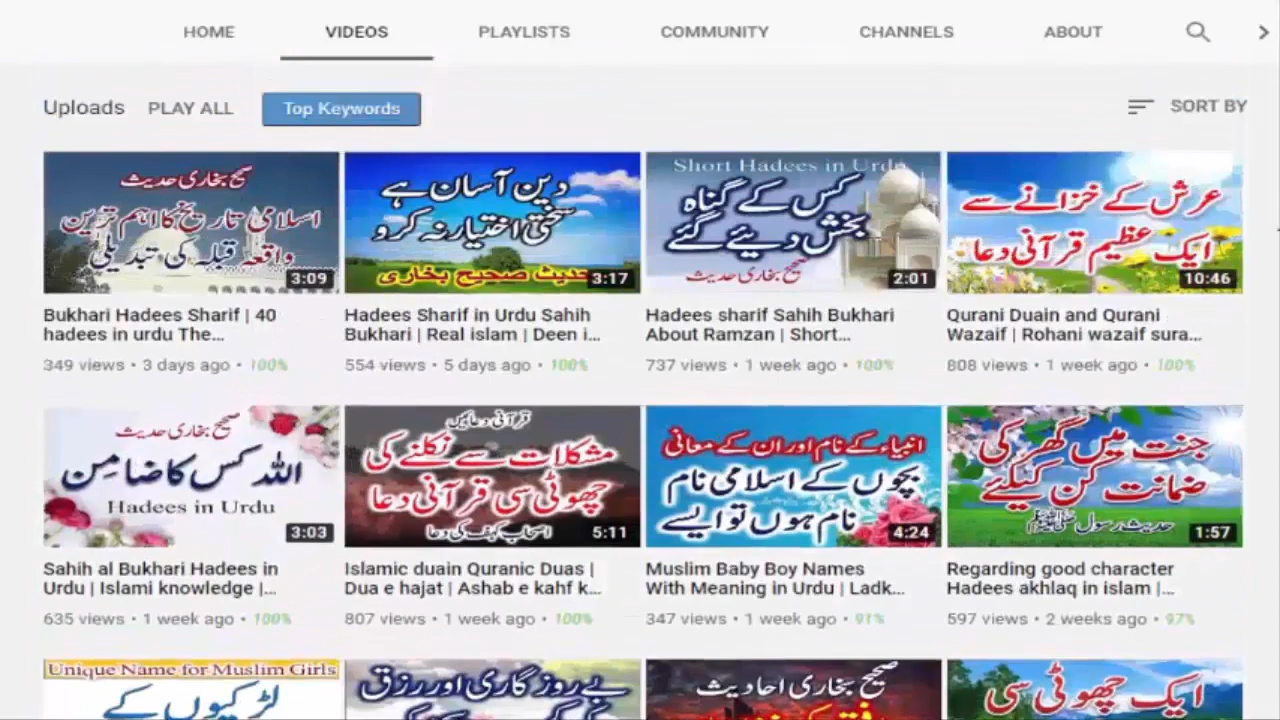 HOME VIDEOS PLAYLISTS COMMUNITY CHANNELS ABOUT
Uploads PLAY ALL Top Keywords SORT BY
صحیح بخاری حدیث
اسلامی تاریخ کا اہم ترین
واقعہ قبلہ کی تبدیلی
3:09
دین آسان ہے
سختی اختیار نہ کرو
حدیث صحیح بخاری
3:17
Short Hadees in Urdu
کس کے گناہ
بخش دیئے گئے
صحیح بخاری حدیث
2:01
عرش کے خزانے سے
ایک عظیم قرآنی دعا
10:46
Bukhari Hadees Sharif | 40
hadees in urdu The...
349 views • 3 days ago • 100%
Hadees Sharif in Urdu Sahih
Bukhari | Real islam | Deen i...
554 views • 5 days ago • 100%
Hadees sharif Sahih Bukhari
About Ramzan | Short...
737 views • 1 week ago • 100%
Qurani Duain and Qurani
Wazaif | Rohani wazaif sura...
808 views • 1 week ago • 100%
صحیح بخاری حدیث
اللہ کس کا ضامن
Hadees in Urdu
3:03
قرآنی دعائیں
مشکلات سے نکلنے کی
چھوٹی سی قرآنی دعا
اصحاب کہف کی دعا
5:11
انبیاء کے نام اور ان کے معانی
بچوں کے اسلامی نام
نام ہوں تو ایسے
4:24
جنت میں گھر کی
ضمانت کن کیلئے
حدیث رسول ﷺ
1:57
Sahih al Bukhari Hadees in
Urdu | Islami knowledge |...
635 views • 1 week ago • 100%
Islamic duain Quranic Duas |
Dua e hajat | Ashab e kahf k...
807 views • 1 week ago • 100%
Muslim Baby Boy Names
With Meaning in Urdu | Ladk...
347 views • 1 week ago • 91%
Regarding good character
Hadees akhlaq in islam |...
597 views • 2 weeks ago • 97%
Unique Name for Muslim Girls
لڑکیوں کے
بے روزگاری اور رزق
صحیح بخاری احادیث
ایک چھوٹی سی